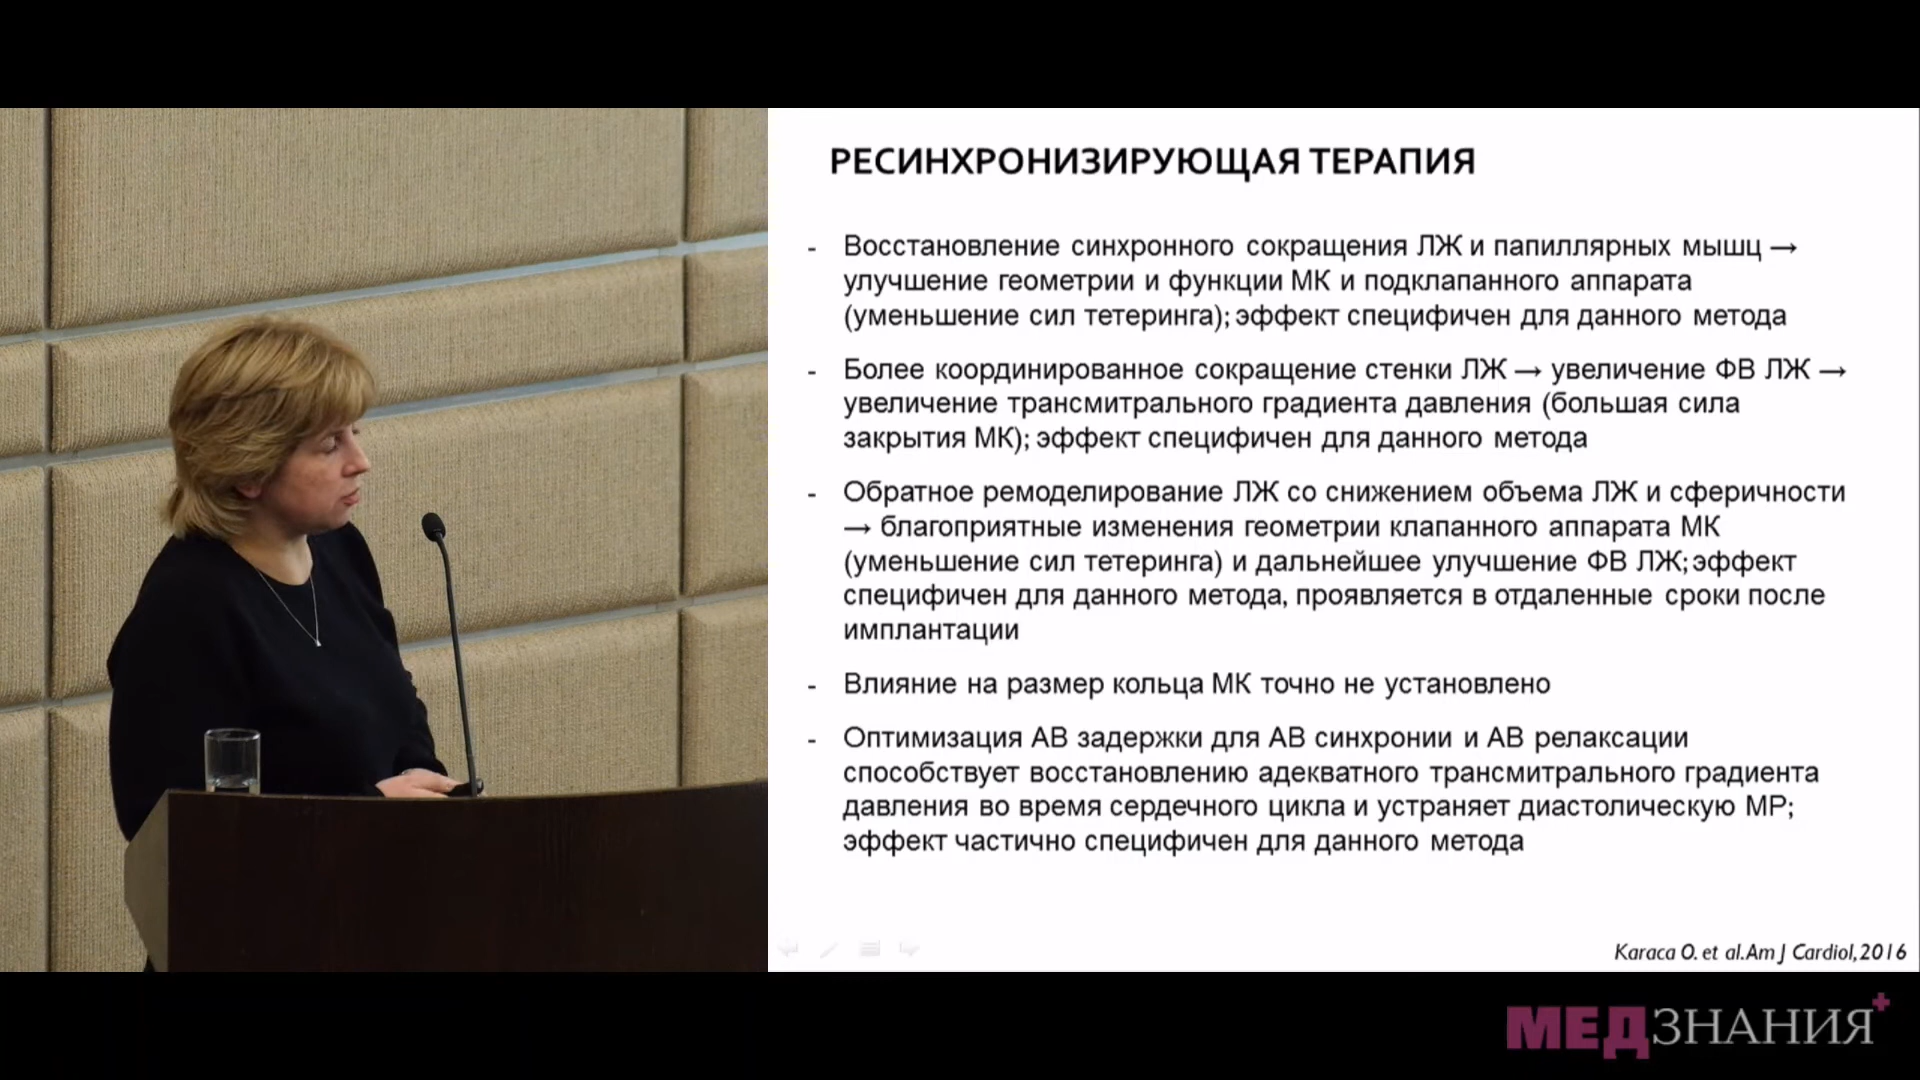 РЕСИНХРОНИЗИРУЮЩАЯ ТЕРАПИЯ
- Восстановление синхронного сокращения ЛЖ и папиллярных мышц →
улучшение геометрии и функции МК и подклапанного аппарата
(уменьшение сил тетеринга); эффект специфичен для данного метода
- Более координированное сокращение стенки ЛЖ → увеличение ФВ ЛЖ →
увеличение трансмитрального градиента давления (большая сила
закрытия МК); эффект специфичен для данного метода
- Обратное ремоделирование ЛЖ со снижением объема ЛЖ и сферичности
→ благоприятные изменения геометрии клапанного аппарата МК
(уменьшение сил тетеринга) и дальнейшее улучшение ФВ ЛЖ; эффект
специфичен для данного метода, проявляется в отдаленные сроки после
имплантации
- Влияние на размер кольца МК точно не установлено
- Оптимизация АВ задержки для АВ синхронии и АВ релаксации
способствует восстановлению адекватного трансмитрального градиента
давления во время сердечного цикла и устраняет диастолическую МР;
эффект частично специфичен для данного метода
Karaca O. et al. Am J Cardiol, 2016
МЕДЗНАНИЯ+